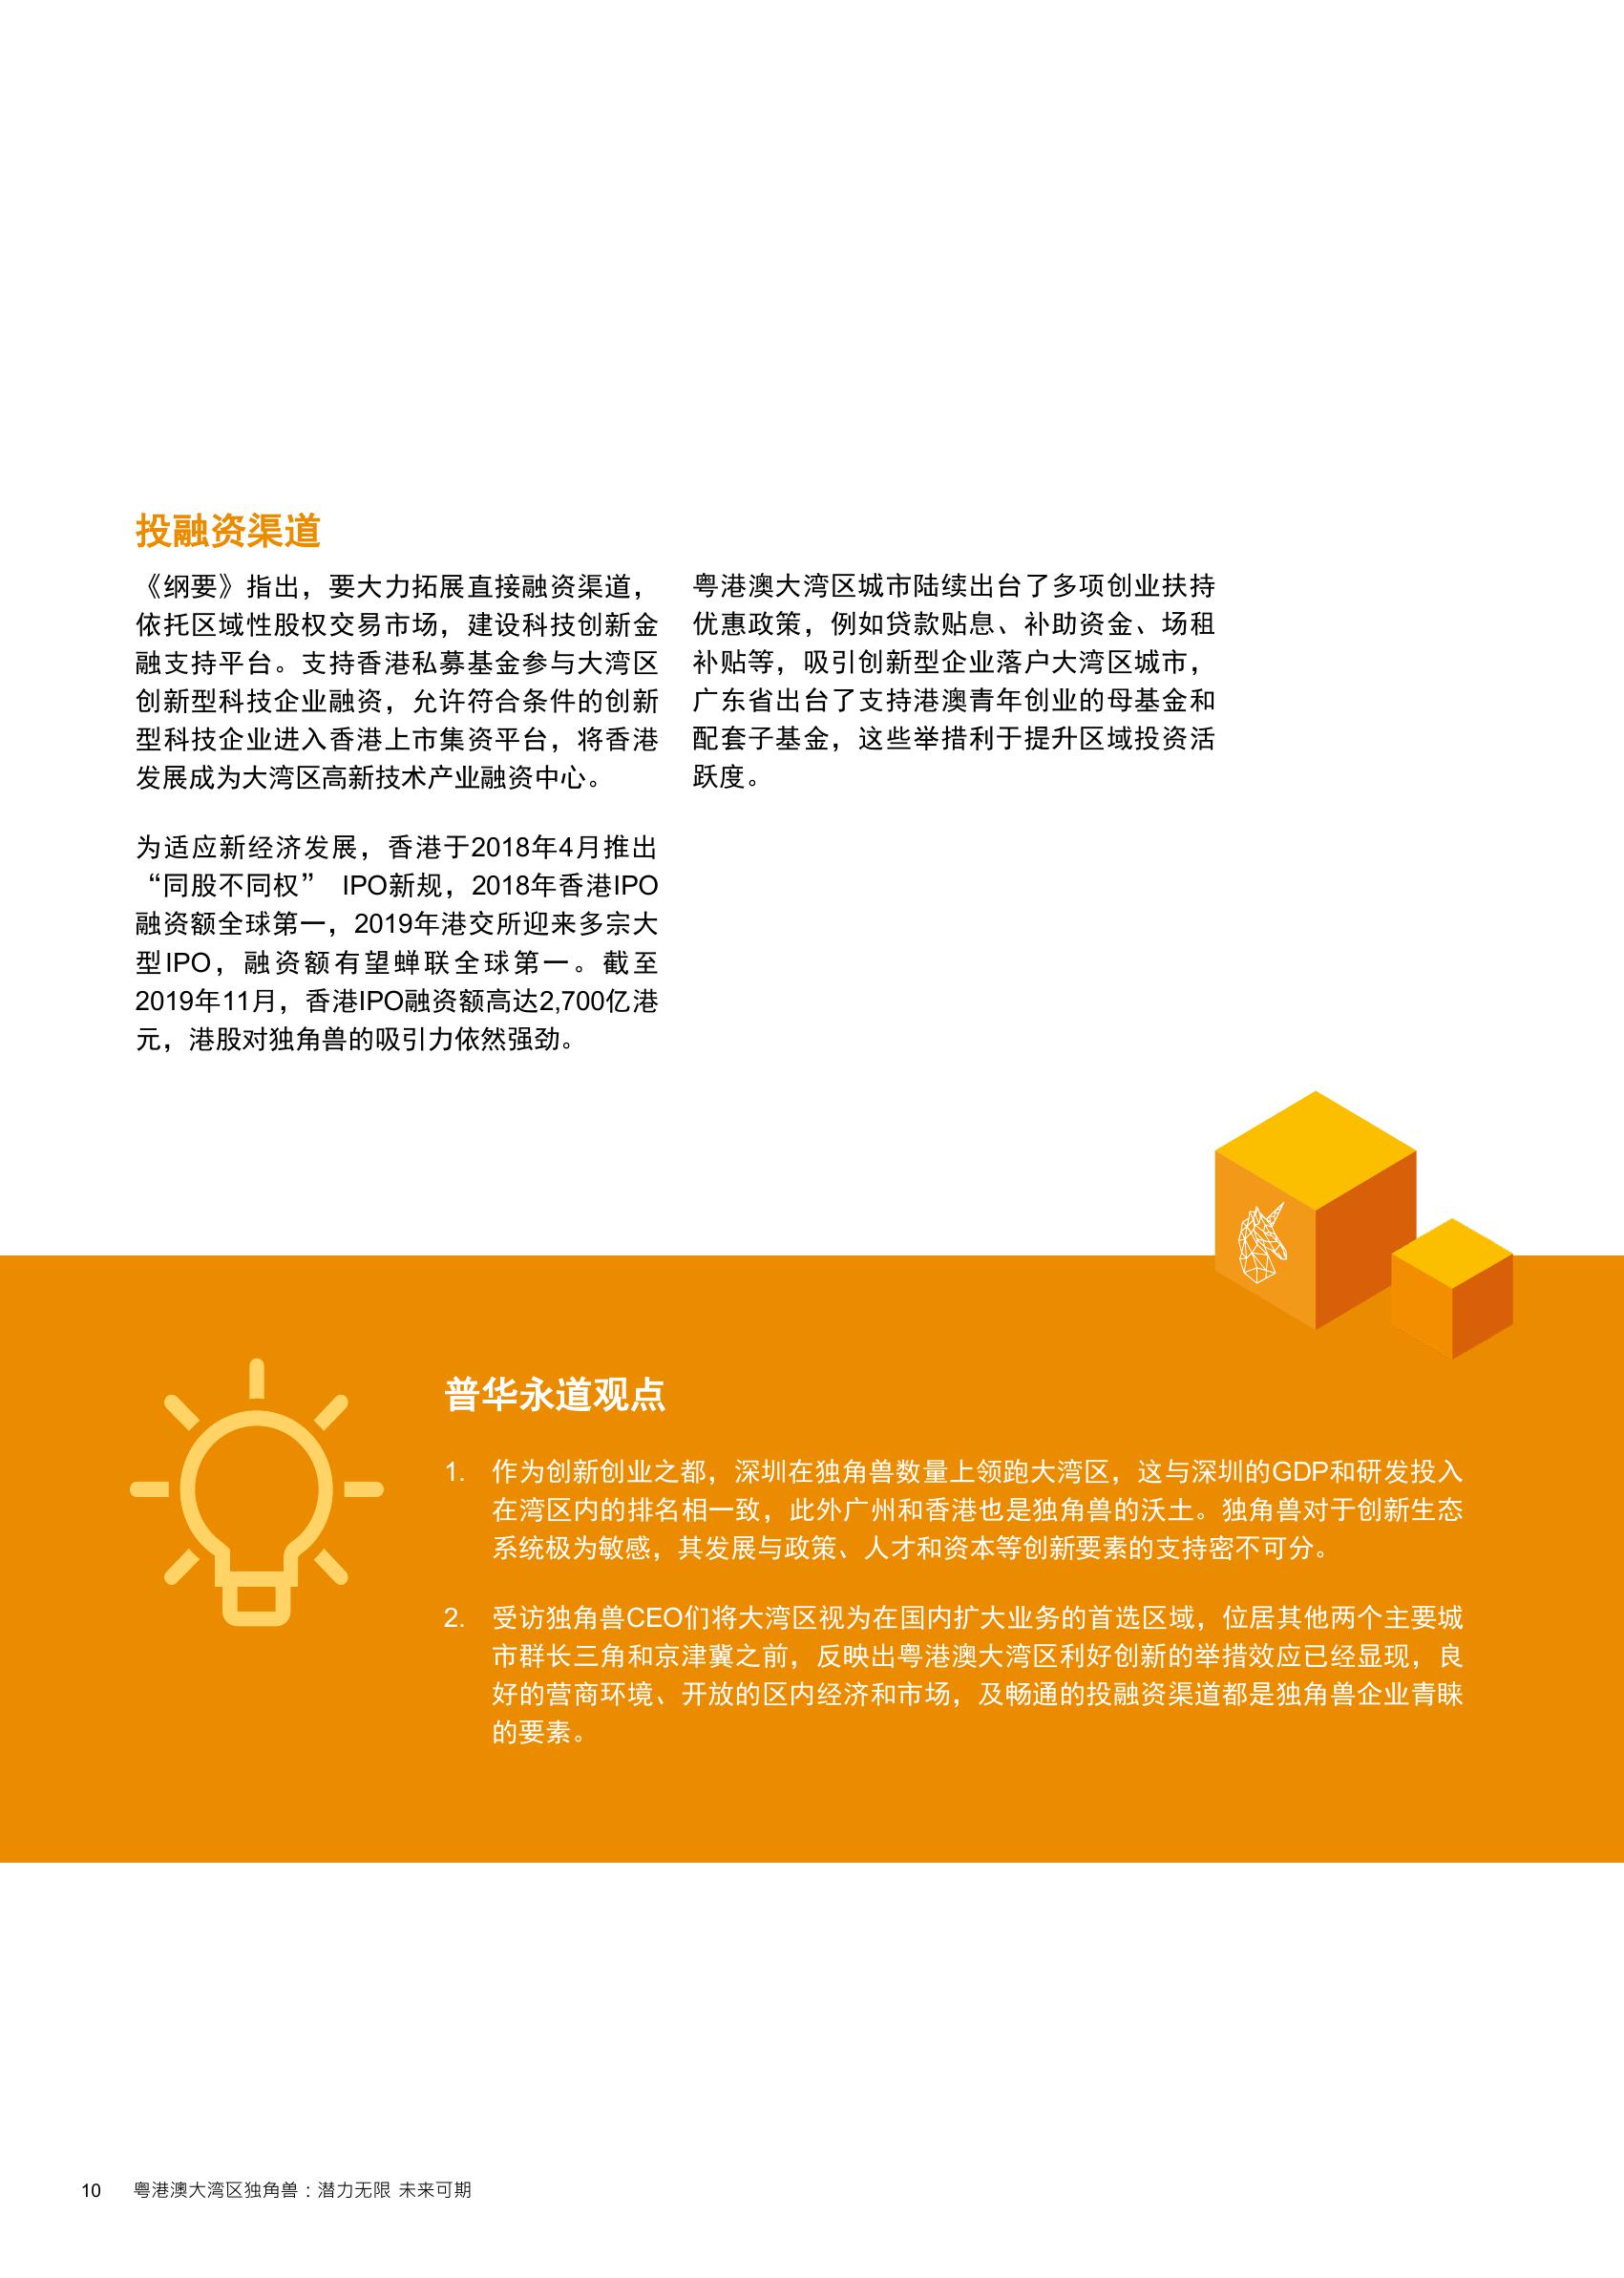 投融资渠道
《纲要》指出，要大力拓展直接融资渠道，
依托区域性股权交易市场，建设科技创新金
融支持平台。支持香港私募基金参与大湾区
创新型科技企业融资，允许符合条件的创新
型科技企业进入香港上市集资平台，将香港
发展成为大湾区高新技术产业融资中心。
为适应新经济发展，香港于2018年4月推出
“同股不同权” IPO新规，2018年香港IPO
融资额全球第一，2019年港交所迎来多宗大
型IPO，融资额有望蝉联全球第一。截至
2019年11月，香港IPO融资额高达2,700亿港
元，港股对独角兽的吸引力依然强劲。
粤港澳大湾区城市陆续出台了多项创业扶持
优惠政策，例如贷款贴息、补助资金、场租
补贴等，吸引创新型企业落户大湾区城市，
广东省出台了支持港澳青年创业的母基金和
配套子基金，这些举措利于提升区域投资活
跃度。
普华永道观点
1. 作为创新创业之都，深圳在独角兽数量上领跑大湾区，这与深圳的GDP和研发投入
在湾区内的排名相一致，此外广州和香港也是独角兽的沃土。独角兽对于创新生态
系统极为敏感，其发展与政策、人才和资本等创新要素的支持密不可分。
2. 受访独角兽CEO们将大湾区视为在国内扩大业务的首选区域，位居其他两个主要城
市群长三角和京津冀之前，反映出粤港澳大湾区利好创新的举措效应已经显现，良
好的营商环境、开放的区内经济和市场，及畅通的投融资渠道都是独角兽企业青睐
的要素。
10 粤港澳大湾区独角兽：潜力无限 未来可期